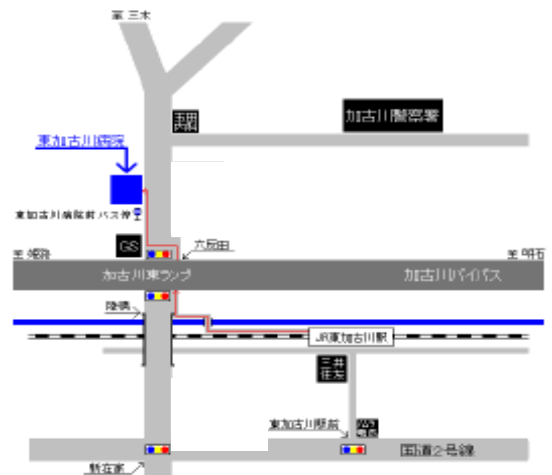 至 三木
加古川警察署
東加古川病院
東加古川病院前バス停
GS
六反田
至 姫路
至 明石
加古川東ランプ
加古川バイパス
陸橋
JR東加古川駅
三井
住友
東加古川駅前
国道2号線
新在家